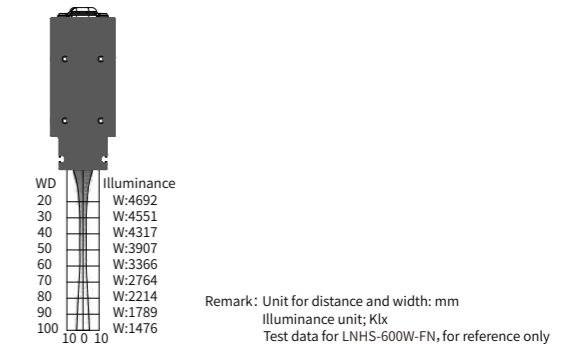 WD Illuminance
20 W:4692
30 W:4551
40 W:4317
50 W:3907
60 W:3366
70 W:2764
80 W:2214
90 W:1789
100 W:1476
10 0 10
Remark: Unit for distance and width: mm
Illuminance unit; Klx
Test data for LNHS-600W-FN, for reference only